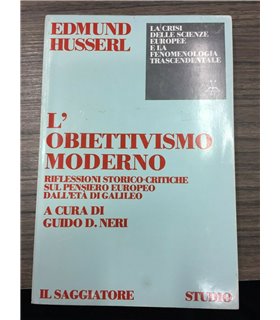 EDMUND
HUSSERL
LA CRISI
DELLE SCIENZE
EUROPEE
E LA
FENOMENOLOGIA
TRASCENDENTALE
L'
OBIETTIVISMO
MODERNO
RIFLESSIONI STORICO-CRITICHE
SUL PENSIERO EUROPEO
DALL'ETÀ DI GALILEO
A CURA DI
GUIDO D. NERI
IL SAGGIATORE
STUDIO